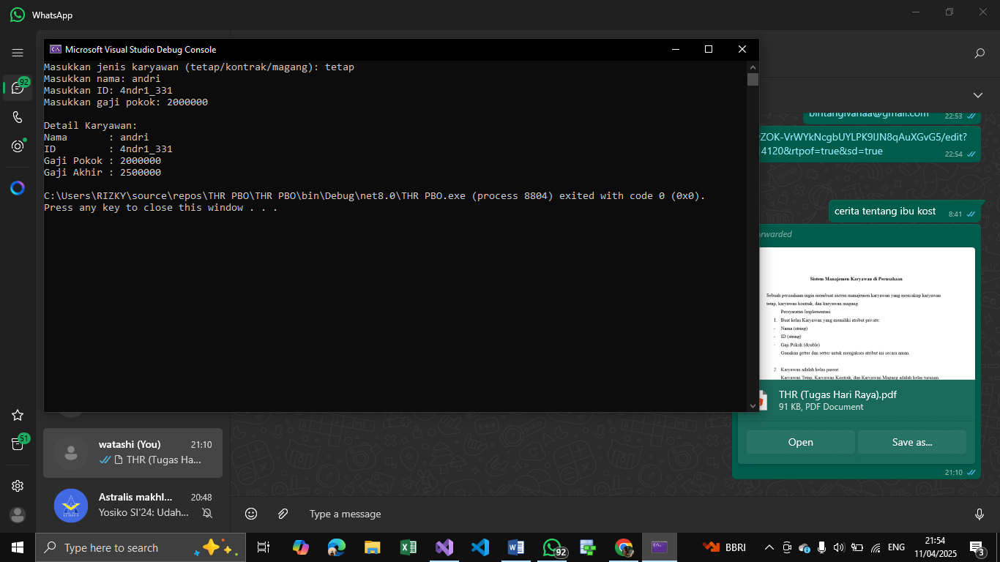 WhatsApp
92
Microsoft Visual Studio Debug Console
Masukkan jenis karyawan (tetap/kontrak/magang): tetap
Masukkan nama: andri
Masukkan ID: 4ndr1_331
Masukkan gaji pokok: 2000000
Detail Karyawan:
Nama : andri
ID : 4ndr1_331
Gaji Pokok : 2000000
Gaji Akhir : 2500000
C:\Users\RIZKY\source\repos\THR PBO\THR PBO\bin\Debug\net8.0\THR PBO.exe (process 8804) exited with code 0 (0x0).
Press any key to close this window . . .
bintangivanaa@gmail.com 22:53
ZOK-VrWYkNcgbUYLPK9IJN8qAuXGvG5/edit?
4120&rtpof=true&sd=true 22:54
cerita tentang ibu kost 8:41
orwarded
Sistem Manajemen Karyawan di Perusahaan
Sebuah perusahaan ingin membuat sistem manajemen karyawan yang mencakup karyawan
tetap, karyawan kontrak, dan karyawan magang.
Persyaratan Implementasi
1. Buat kelas Karyawan yang memiliki atribut private:
- Nama (string)
- ID (string)
- Gaji Pokok (double)
Gunakan getter dan setter untuk mengakses atribut ini secara aman.
2. Karyawan adalah kelas parent
Karyawan Tetap, Karyawan Kontrak, dan Karyawan Magang adalah kelas turunan
THR (Tugas Hari Raya).pdf
91 KB, PDF Document
Open Save as...
21:10
51
watashi (You) 21:10
THR (Tugas Ha...
Astralis makhl... 20:48
Yosiko SI'24: Udah...
Type a message
Type here to search
92
BBRI
ENG
21:54
11/04/2025
3